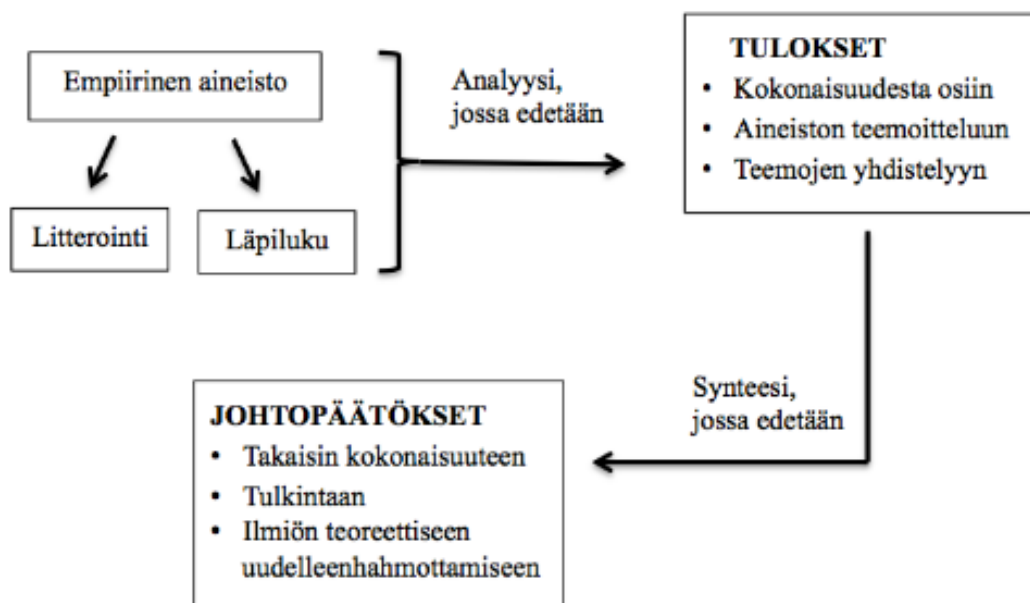 Empiirinen aineisto
Litterointi
Läpiluku
Analyysi,
jossa edetään
TULOKSET
• Kokonaisuudesta osiin
• Aineiston teemoitteluun
• Teemojen yhdistelyyn
Synteesi,
jossa edetään
JOHTOPÄÄTÖKSET
• Takaisin kokonaisuuteen
• Tulkintaan
• Ilmiön teoreettiseen
uudelleenhahmottamiseen